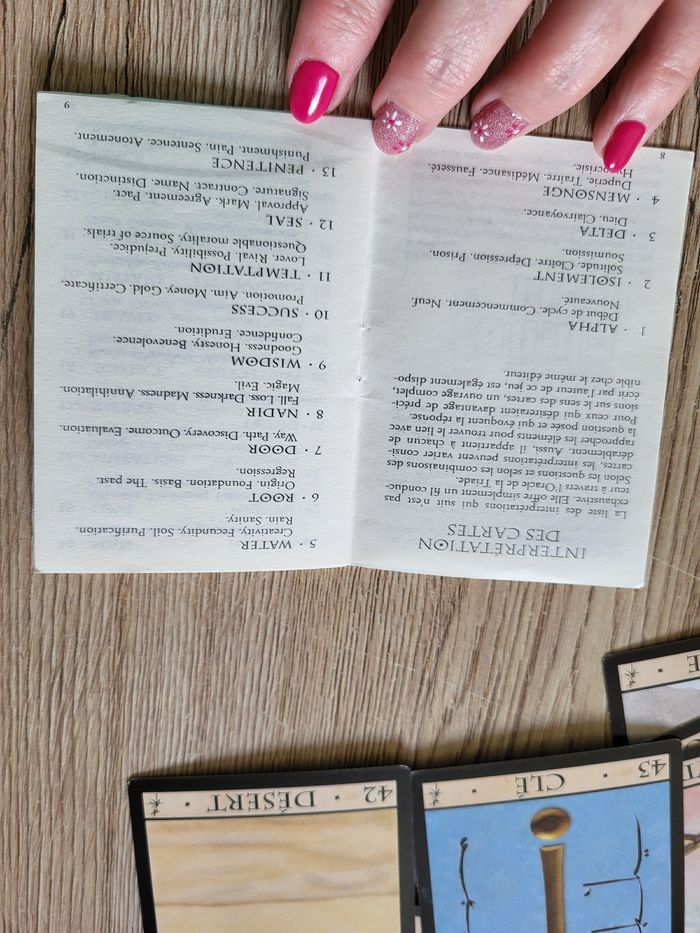 INTERPRÉTATION
DES CARTES
La liste des interprétations qui suit n'est pas
exhaustive. Elle offre simplement un fil conduc-
teur à travers l'Oracle de la Triade.
Selon les questions et selon les combinaisons des
cartes, les interprétations peuvent varier consi-
dérablement. Aussi, il appartient à chacun de
rapprocher les éléments pour trouver le lien avec
la question posée et qui évoquent la réponse.
Pour ceux qui désireraient davantage de préci-
sions sur le sens des cartes, un ouvrage complet,
écrit par l'auteur de ce jeu, est également dispo-
nible chez le même éditeur.
1 · ALPHA
Début de cycle. Commencement. Neuf.
Nouveauté.
2 · ISOLEMENT
Solitude. Cloître. Dépression. Prison.
Soumission.
3 · DELTA
Dieu. Clairvoyance.
4 · MENSONGE
Duperie. Traître. Médisance. Fausseté.
Hypocrisie.
8
5 · WATER
Creativity. Fecundity. Soil. Purification.
Rain. Sanity.
6 · ROOT
Origin. Foundation. Basis. The past.
Regression.
7 · DOOR
Way. Path. Discovery. Outcome. Evaluation.
8 · NADIR
Fall. Loss. Darkness. Madness. Annihilation.
Magic. Evil.
9 · WISDOM
Goodness. Honesty. Benevolence.
Confidence. Erudition.
10 · SUCCESS
Promotion. Aim. Money. Gold. Certificate.
11 · TEMPTATION
Lover. Rival. Possibility. Prejudice.
Questionable morality. Source of trials.
12 · SEAL
Approval. Mark. Agreement. Pact.
Signature. Contract. Name. Distinction.
13 · PENITENCE
Punishment. Pain. Sentence. Atonement.
9
43 · CLÉ ·
42 · DÉSERT ·